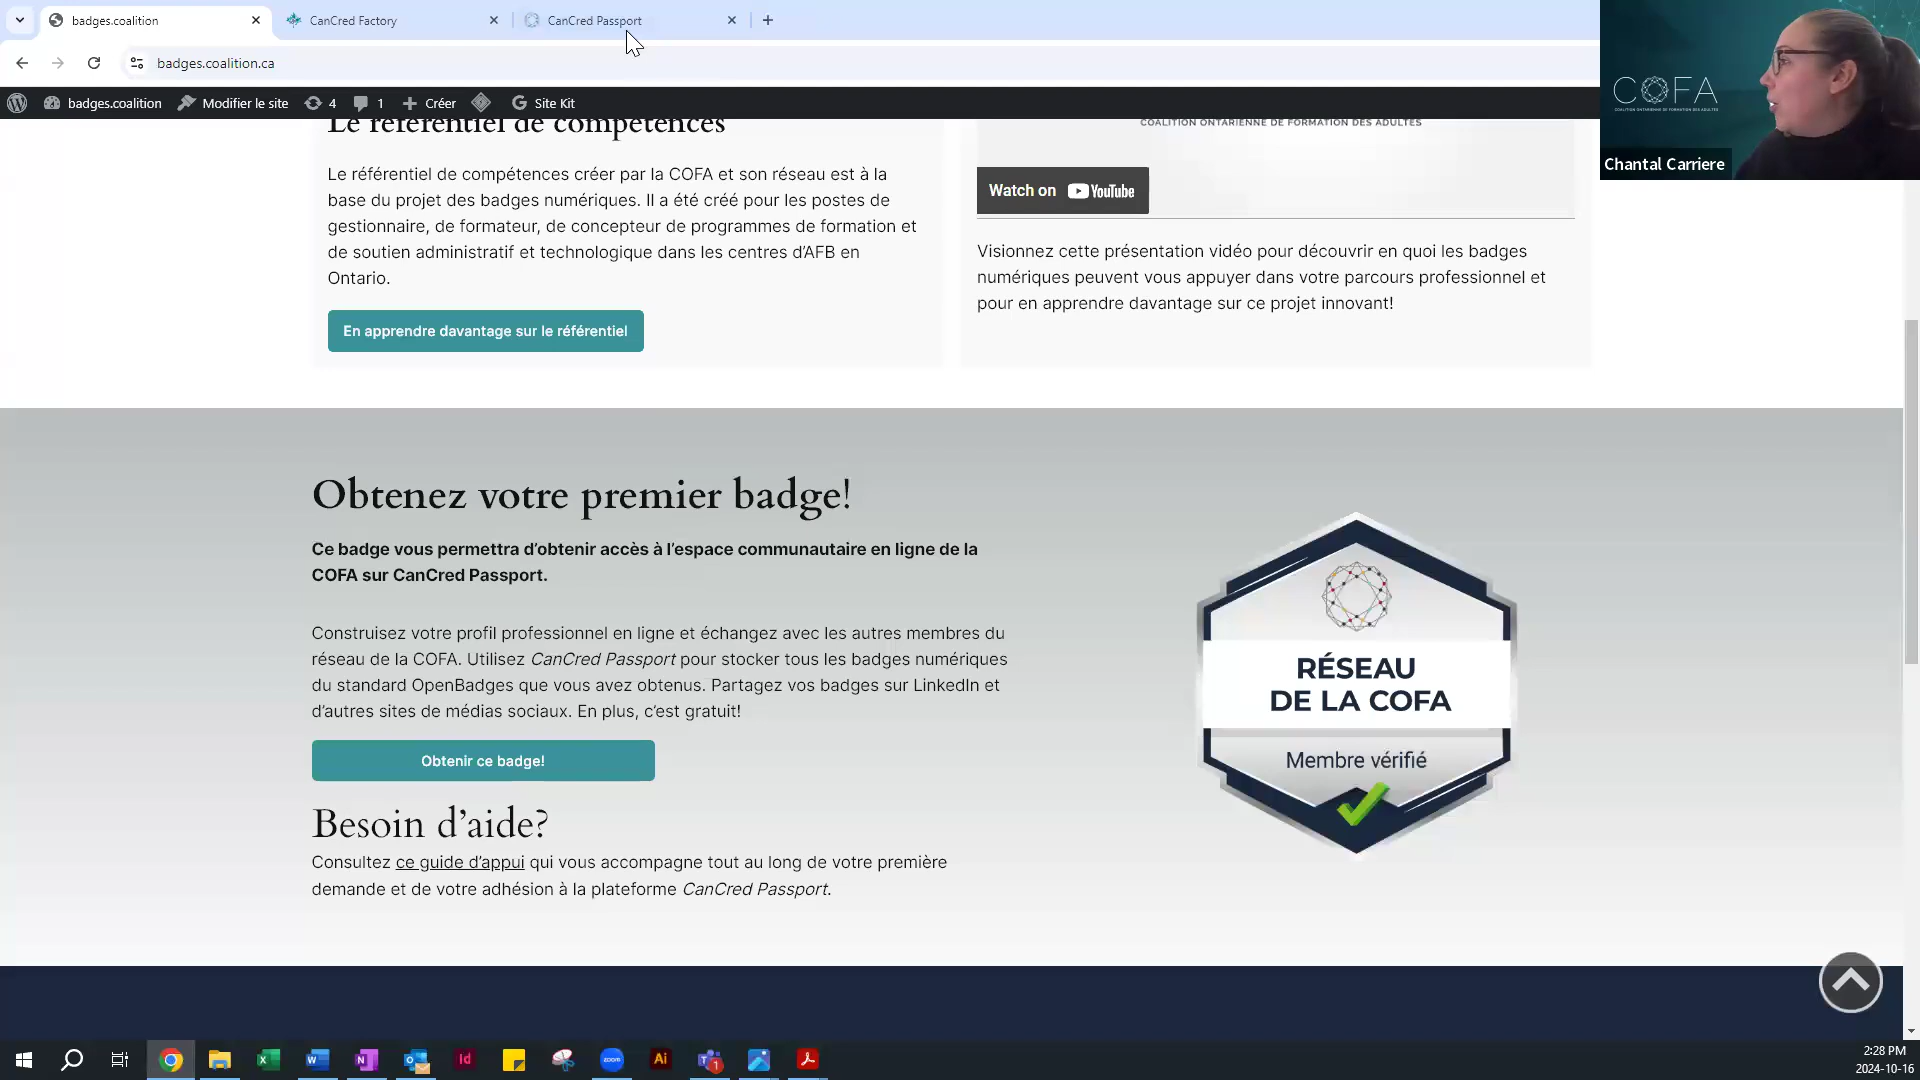 badges.coalition
CanCred Factory
CanCred Passport
badges.coalition.ca
badges.coalition
Modifier le site
4
1
Créer
Site Kit
COFA
COALITION ONTARIENNE DE FORMATION DES ADULTES
Chantal Carriere
Le référentiel de compétences
Le référentiel de compétences créer par la COFA et son réseau est à la
base du projet des badges numériques. Il a été créé pour les postes de
gestionnaire, de formateur, de concepteur de programmes de formation et
de soutien administratif et technologique dans les centres d’AFB en
Ontario.
En apprendre davantage sur le référentiel
COALITION ONTARIENNE DE FORMATION DES ADULTES
Watch on YouTube
Visionnez cette présentation vidéo pour découvrir en quoi les badges
numériques peuvent vous appuyer dans votre parcours professionnel et
pour en apprendre davantage sur ce projet innovant!
Obtenez votre premier badge!
Ce badge vous permettra d’obtenir accès à l’espace communautaire en ligne de la
COFA sur CanCred Passport.
Construisez votre profil professionnel en ligne et échangez avec les autres membres du
réseau de la COFA. Utilisez CanCred Passport pour stocker tous les badges numériques
du standard OpenBadges que vous avez obtenus. Partagez vos badges sur LinkedIn et
d’autres sites de médias sociaux. En plus, c’est gratuit!
Obtenir ce badge!
Besoin d’aide?
Consultez ce guide d’appui qui vous accompagne tout au long de votre première
demande et de votre adhésion à la plateforme CanCred Passport.
RÉSEAU
DE LA COFA
Membre vérifié
zoom
Id
Ai
1
2:28 PM
2024-10-16